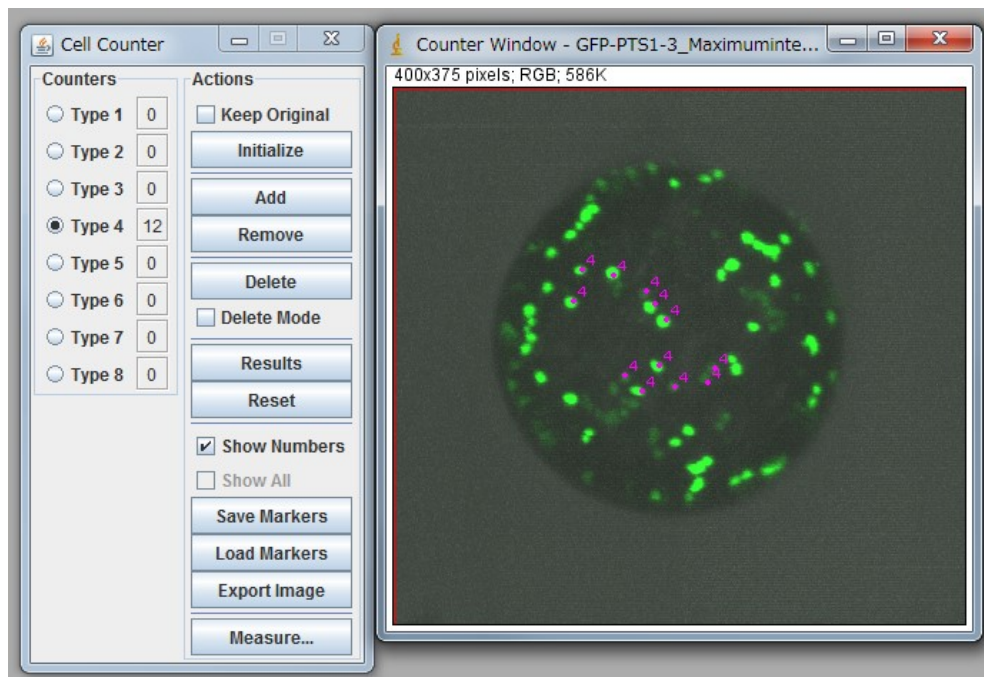 Cell Counter
Counters
Type 1 0
Type 2 0
Type 3 0
Type 4 12
Type 5 0
Type 6 0
Type 7 0
Type 8 0
Actions
Keep Original
Initialize
Add
Remove
Delete
Delete Mode
Results
Reset
Show Numbers
Show All
Save Markers
Load Markers
Export Image
Measure...
Counter Window - GFP-PTS1-3_Maximuminte...
400x375 pixels; RGB; 586K
4
4
4
4
4
4
4
4
4
4
4
4